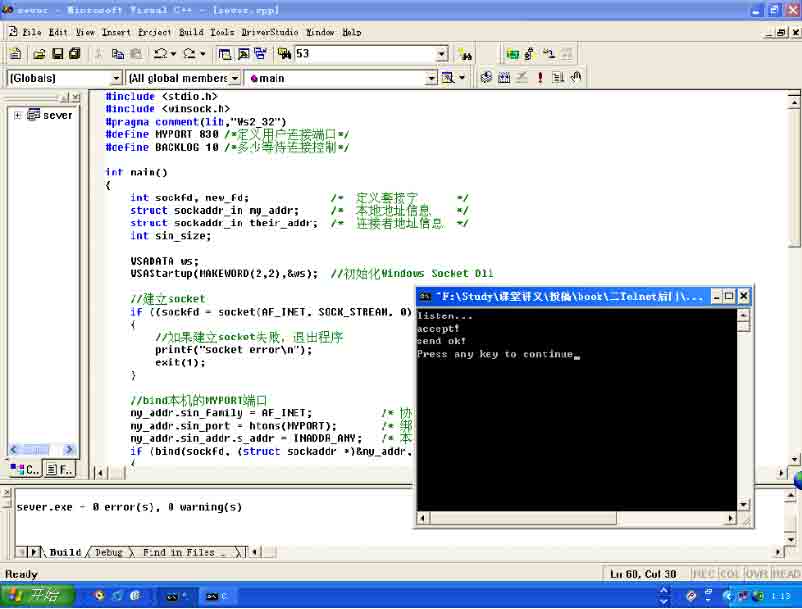 sever - Microsoft Visual C++ - [sever.cpp]
File Edit View Insert Project Build Tools DriverStudio Window Help
53
(Globals) (All global members main
#include <stdio.h>
#include <winsock.h>
#pragma comment(lib,"Ws2_32")
#define MYPORT 830 /*定义用户连接端口*/
#define BACKLOG 10 /*多少等待连接控制*/
sever
int main()
{
int sockfd, new_fd; /* 定义套接字 */
struct sockaddr_in my_addr; /* 本地地址信息 */
struct sockaddr_in their_addr; /* 连接者地址信息 */
int sin_size;
WSADATA ws;
WSAStartup(MAKEWORD(2,2),&ws); //初始化Windows Socket Dll
//建立socket
if ((sockfd = socket(AF_INET, SOCK_STREAM, 0)
{
//如果建立socket失败，退出程序
printf("socket error\n");
exit(1);
}
//bind本机的MYPORT端口
my_addr.sin_family = AF_INET; /* 协
my_addr.sin_port = htons(MYPORT); /* 绑
my_addr.sin_addr.s_addr = INADDR_ANY; /* 本
if (bind(sockfd, (struct sockaddr *)&my_addr,
{
"F:\Study\课堂讲义\投稿\book\二Telnet后门\...
listen...
accept!
send ok!
Press any key to continue_
C.. F..
sever.exe - 0 error(s), 0 warning(s)
Build Debug Find in Files
Ready Ln 60, Col 30 REC COL OVR READ
开始 1:13